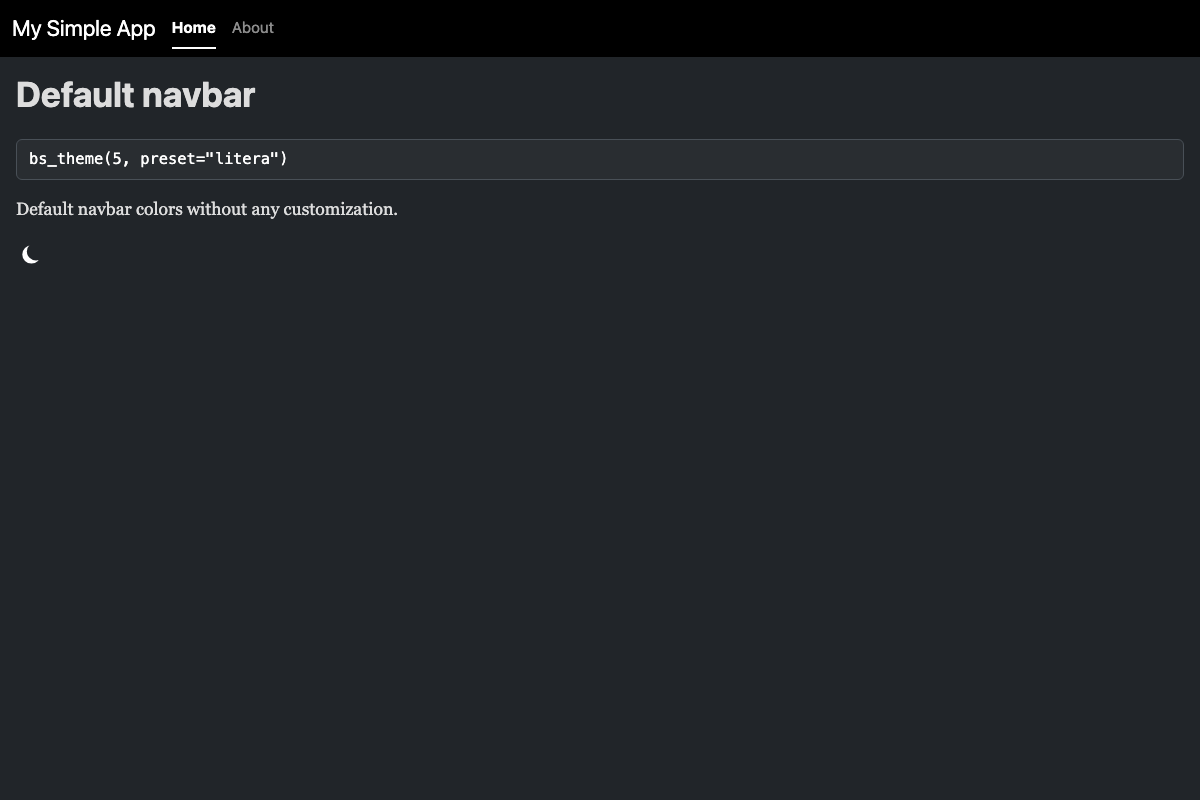 My Simple App Home About
Default navbar
bs_theme(5, preset="litera")
Default navbar colors without any customization.